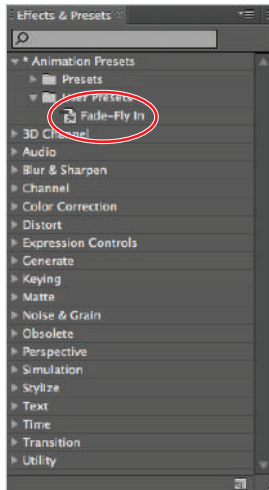 Effects & Presets
* Animation Presets
Presets
User Presets
Fade-Fly In
3D Channel
Audio
Blur & Sharpen
Channel
Color Correction
Distort
Expression Controls
Generate
Keying
Matte
Noise & Grain
Obsolete
Perspective
Simulation
Stylize
Text
Time
Transition
Utility